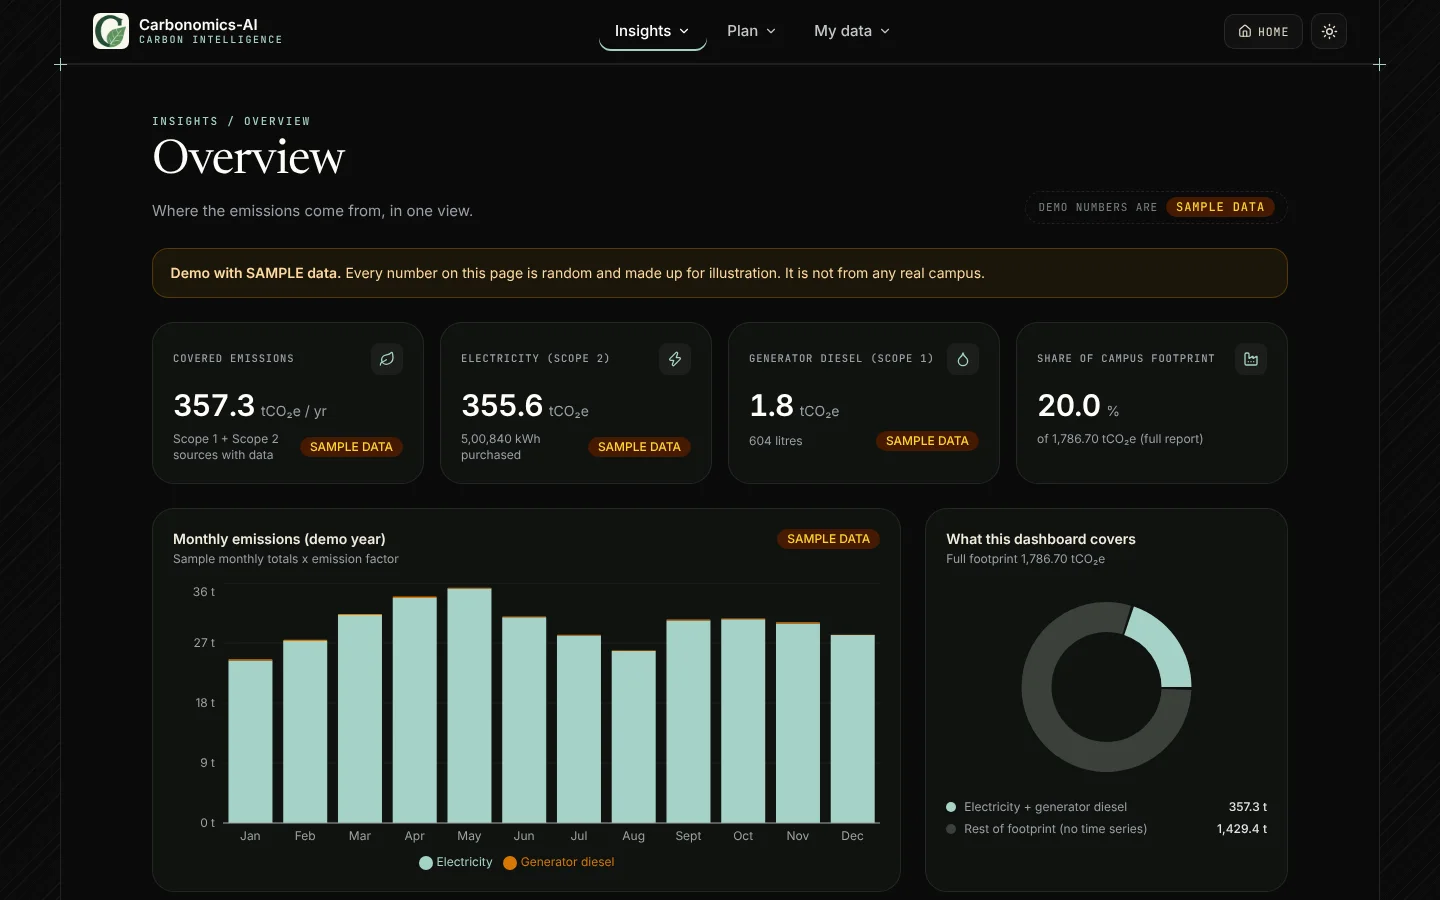 Carbonomics-AI
CARBON INTELLIGENCE
Insights
Plan
My data
HOME
INSIGHTS / OVERVIEW
Overview
Where the emissions come from, in one view.
DEMO NUMBERS ARE SAMPLE DATA
Demo with SAMPLE data. Every number on this page is random and made up for illustration. It is not from any real campus.
COVERED EMISSIONS
357.3 tCO₂e / yr
Scope 1 + Scope 2
sources with data
SAMPLE DATA
ELECTRICITY (SCOPE 2)
355.6 tCO₂e
5,00,840 kWh
purchased
SAMPLE DATA
GENERATOR DIESEL (SCOPE 1)
1.8 tCO₂e
604 litres
SAMPLE DATA
SHARE OF CAMPUS FOOTPRINT
20.0 %
of 1,786.70 tCO₂e (full report)
Monthly emissions (demo year)
SAMPLE DATA
Sample monthly totals x emission factor
36 t
27 t
18 t
9 t
0 t
Jan Feb Mar Apr May Jun Jul Aug Sept Oct Nov Dec
Electricity Generator diesel
What this dashboard covers
Full footprint 1,786.70 tCO₂e
Electricity + generator diesel 357.3 t
Rest of footprint (no time series) 1,429.4 t